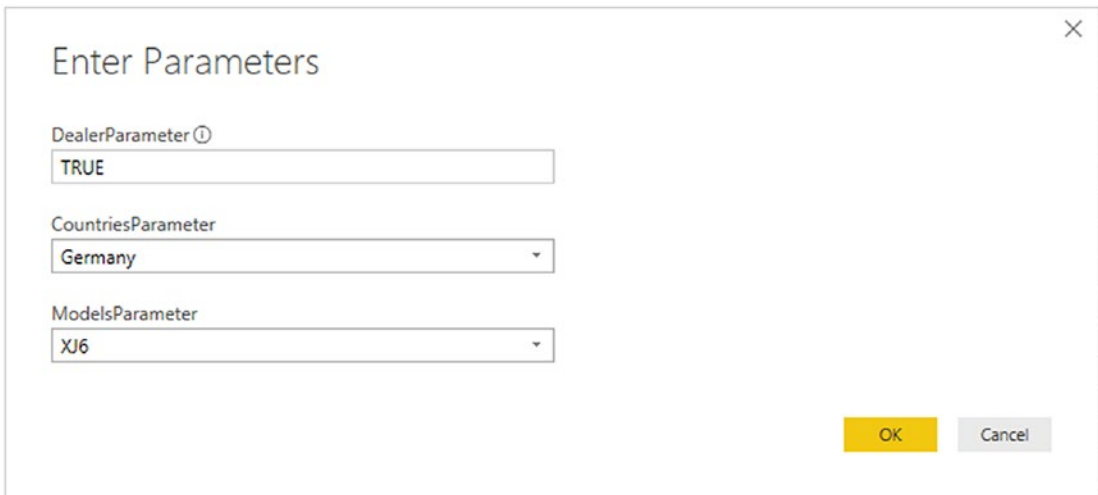 Enter Parameters
DealerParameter
TRUE
CountriesParameter
Germany
ModelsParameter
XJ6
OK Cancel